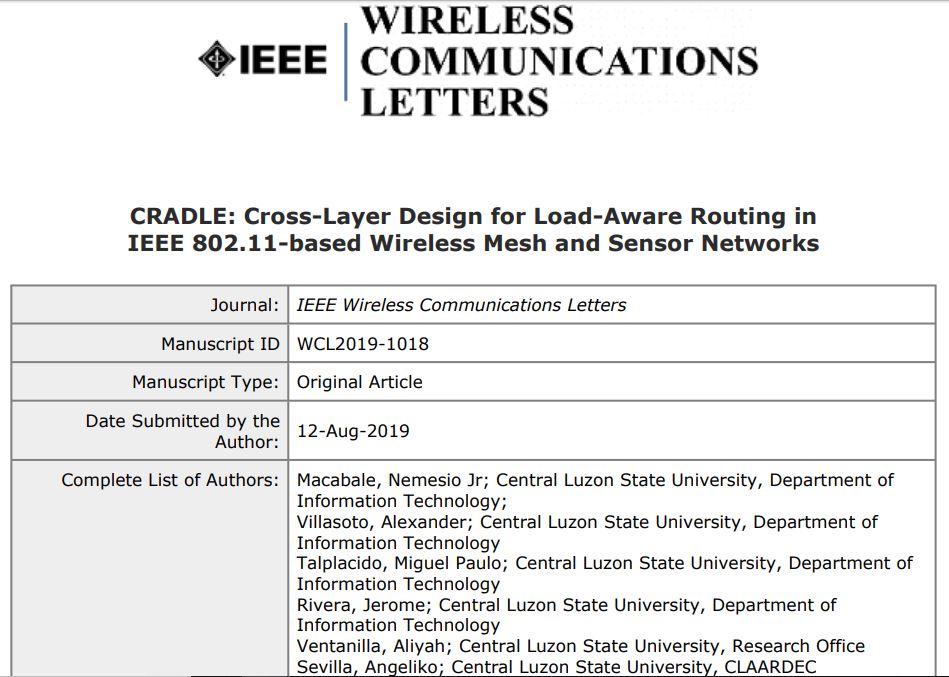 IEEE
WIRELESS
COMMUNICATIONS
LETTERS
CRADLE: Cross-Layer Design for Load-Aware Routing in
IEEE 802.11-based Wireless Mesh and Sensor Networks
Journal: IEEE Wireless Communications Letters
Manuscript ID WCL2019-1018
Manuscript Type: Original Article
Date Submitted by the
Author: 12-Aug-2019
Complete List of Authors: Macabale, Nemesio Jr; Central Luzon State University, Department of
Information Technology;
Villasoto, Alexander; Central Luzon State University, Department of
Information Technology
Talplacido, Miguel Paulo; Central Luzon State University, Department of
Information Technology
Rivera, Jerome; Central Luzon State University, Department of
Information Technology
Ventanilla, Aliyah; Central Luzon State University, Research Office
Sevilla, Angeliko; Central Luzon State University, CLAARDEC